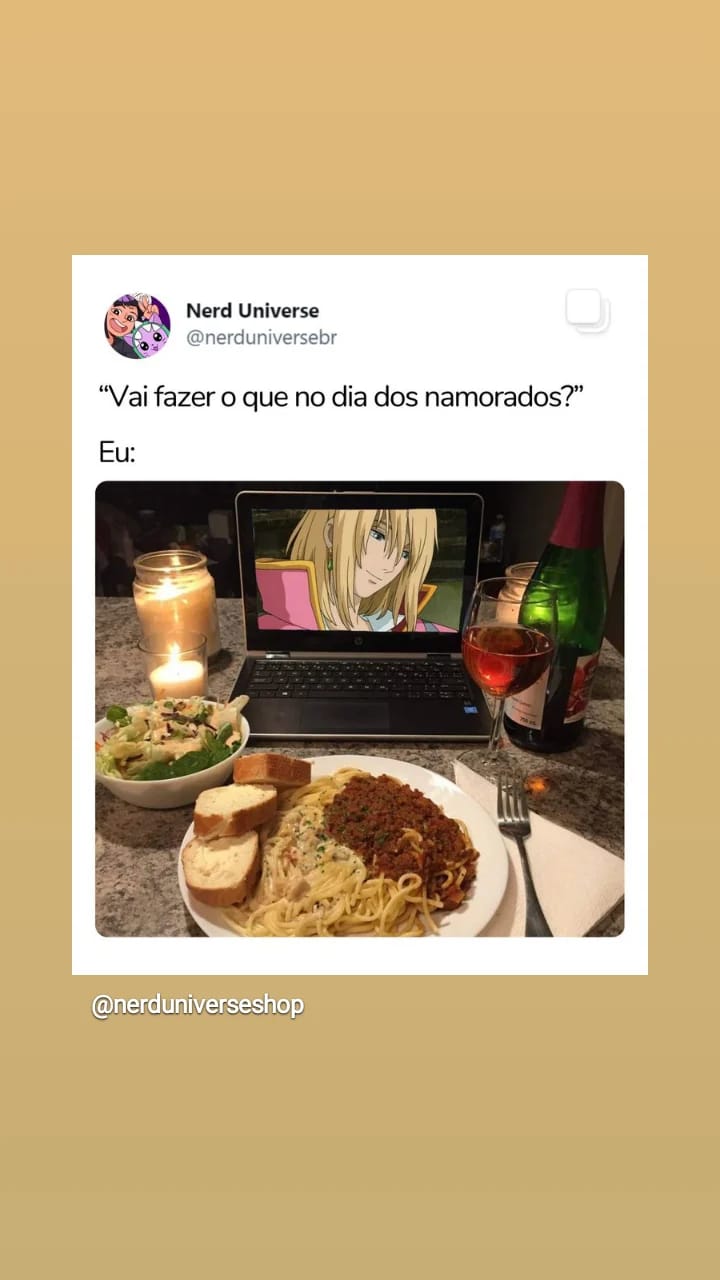 Nerd Universe
@nerduniversebr
“Vai fazer o que no dia dos namorados?”
Eu:
@nerduniverseshop